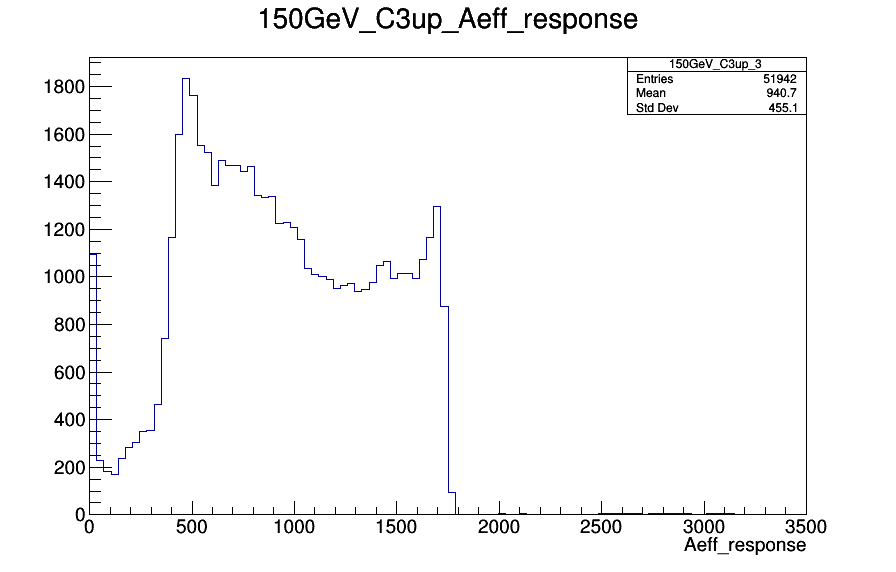 150GeV_C3up_Aeff_response
150GeV_C3up_3
Entries 51942
Mean 940.7
Std Dev 455.1
1800
1600
1400
1200
1000
800
600
400
200
0
0 500 1000 1500 2000 2500 3000 3500
Aeff_response